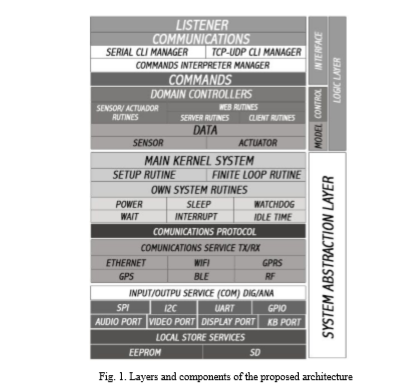 LISTENER
COMMUNICATIONS
SERIAL CLI MANAGER TCP-UDP CLI MANAGER
COMMANDS INTERPRETER MANAGER
COMMANDS
DOMAIN CONTROLLERS
SENSOR/ ACTUADOR RUTINES
WEB RUTINES
SERVER RUTINES CLIENT RUTINES
DATA
SENSOR ACTUATOR
INTERFACE
CONTROL
MODEL
LOGIC LAYER
MAIN KERNEL SYSTEM
SETUP RUTINE FINITE LOOP RUTINE
OWN SYSTEM RUTINES
POWER SLEEP WATCHDOG
WAIT INTERRUPT IDLE TIME
COMUNICATIONS PROTOCOL
COMUNICATIONS SERVICE TX/RX
ETHERNET WIFI GPRS
GPS BLE RF
INPUT/OUTPU SERVICE (COM) DIG/ANA
SPI I2C UART GPIO
AUDIO PORT VIDEO PORT DISPLAY PORT KB PORT
LOCAL STORE SERVICES
EEPROM SD
SYSTEM ABSTRACTION LAYER
Fig. 1. Layers and components of the proposed architecture